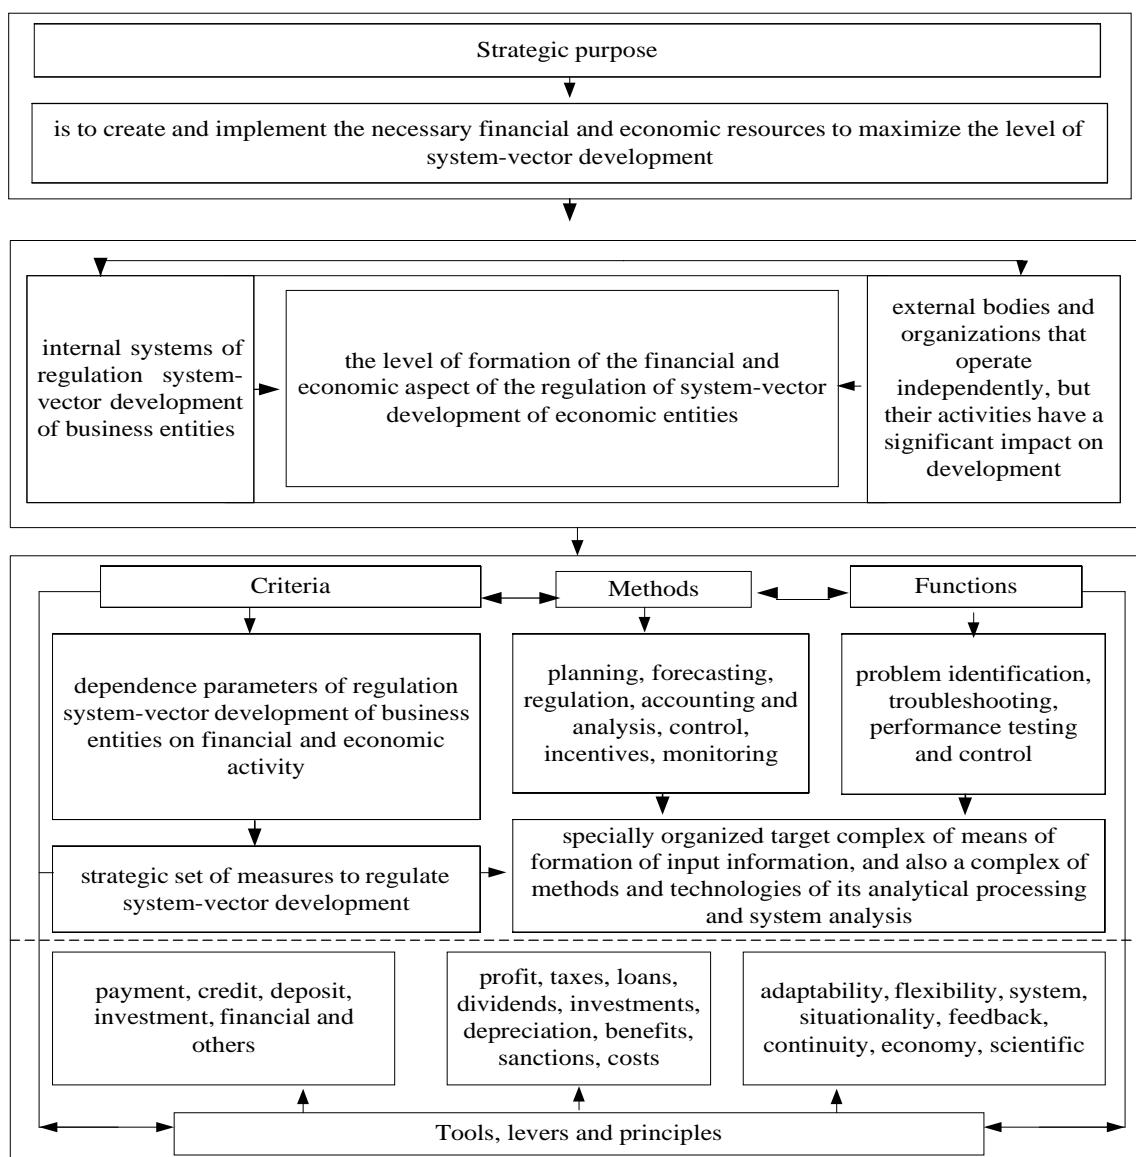 Strategic purpose
is to create and implement the necessary financial and economic resources to maximize the level of
system-vector development
internal systems of
regulation system-
vector development
of business entities
the level of formation of the financial and
economic aspect of the regulation of system-vector
development of economic entities
external bodies and
organizations that
operate
independently, but
their activities have a
significant impact on
development
Criteria
Methods
Functions
dependence parameters of regulation
system-vector development of business
entities on financial and economic
activity
planning, forecasting,
regulation, accounting and
analysis, control,
incentives, monitoring
problem identification,
troubleshooting,
performance testing
and control
strategic set of measures to regulate
system-vector development
specially organized target complex of means of
formation of input information, and also a complex of
methods and technologies of its analytical processing
and system analysis
payment, credit, deposit,
investment, financial and
others
profit, taxes, loans,
dividends, investments,
depreciation, benefits,
sanctions, costs
adaptability, flexibility, system,
situationality, feedback,
continuity, economy, scientific
Tools, levers and principles